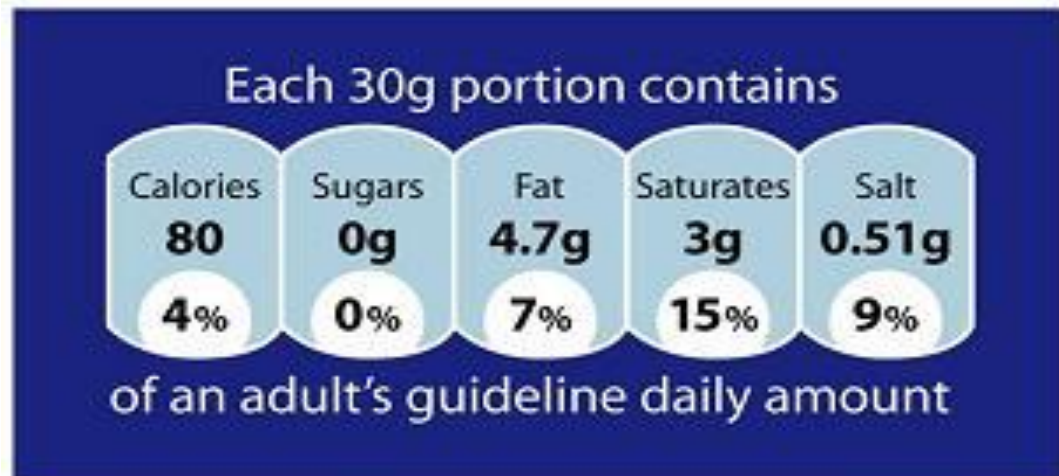 Each 30g portion contains
Calories Sugars Fat Saturates Salt
80 0g 4.7g 3g 0.51g
4% 0% 7% 15% 9%
of an adult's guideline daily amount